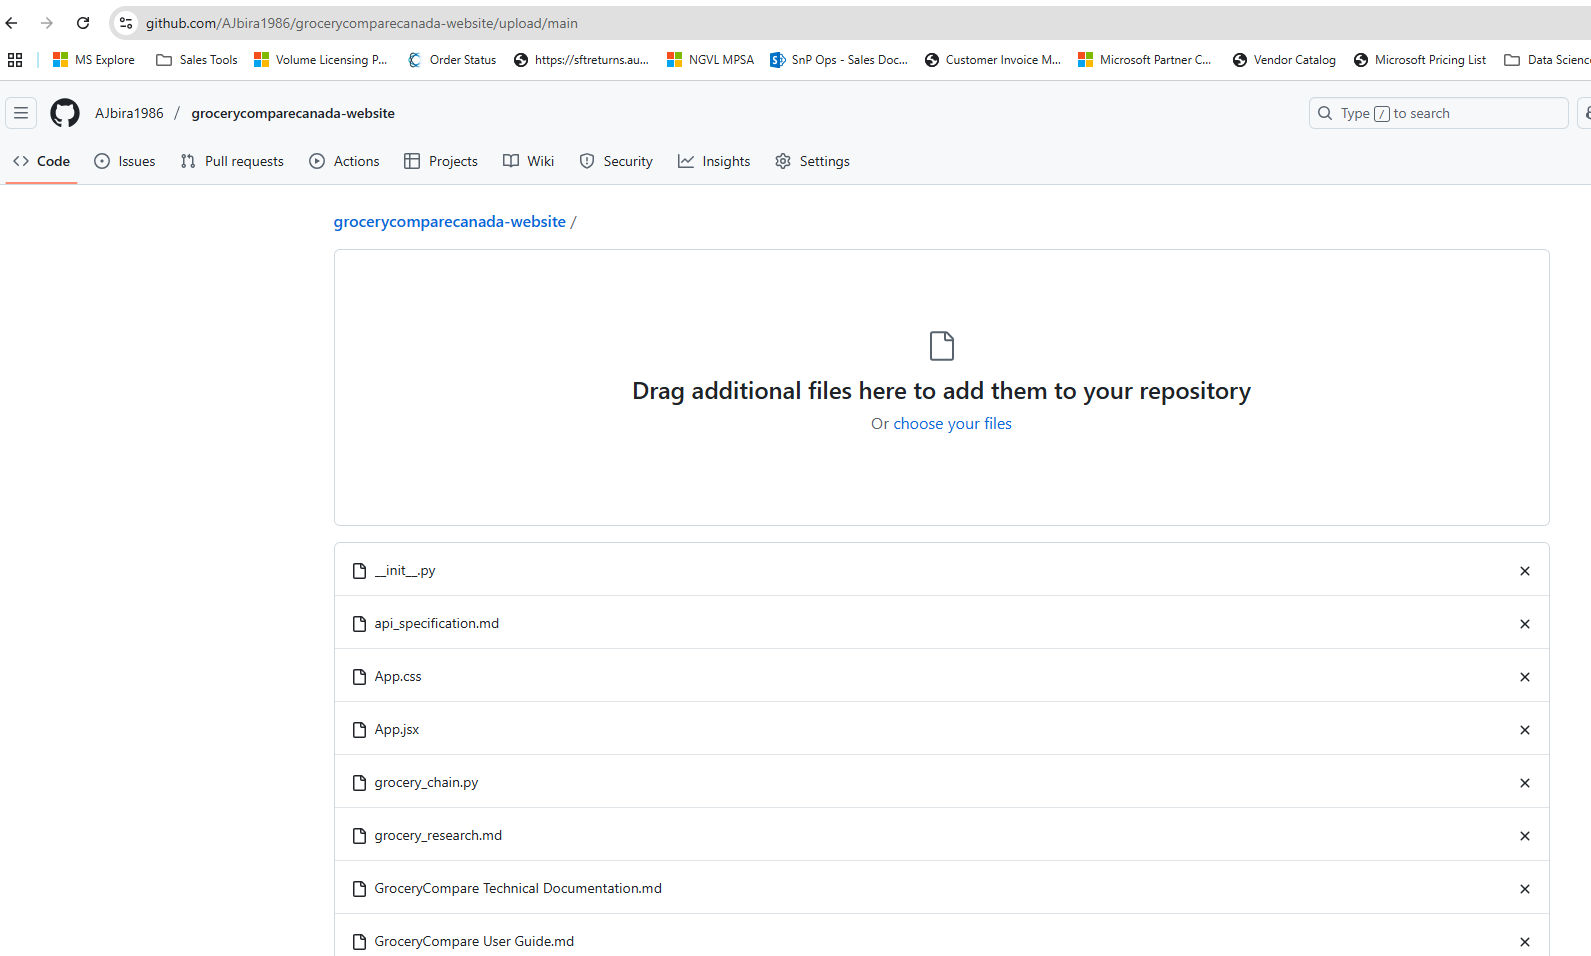 github.com/AJbira1986/grocerycomparecanada-website/upload/main
MS Explore Sales Tools Volume Licensing P... Order Status https://sftreturns.au... NGVL MPSA SnP Ops - Sales Doc... Customer Invoice M... Microsoft Partner C... Vendor Catalog Microsoft Pricing List Data Scienc
AJbira1986 / grocerycomparecanada-website Type / to search
Code Issues Pull requests Actions Projects Wiki Security Insights Settings
grocerycomparecanada-website /
Drag additional files here to add them to your repository
Or choose your files
__init__.py
api_specification.md
App.css
App.jsx
grocery_chain.py
grocery_research.md
GroceryCompare Technical Documentation.md
GroceryCompare User Guide.md